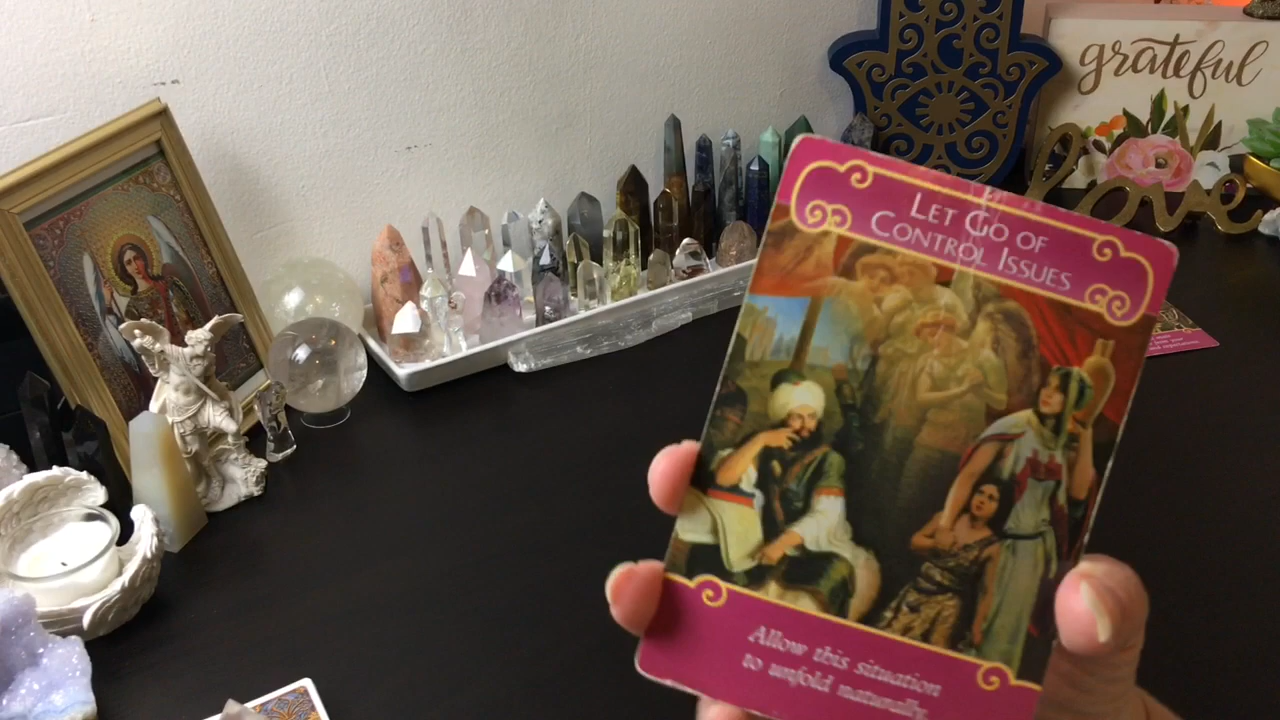 grateful
love
LET GO OF
CONTROL ISSUES
Allow this situation
to unfold naturally.